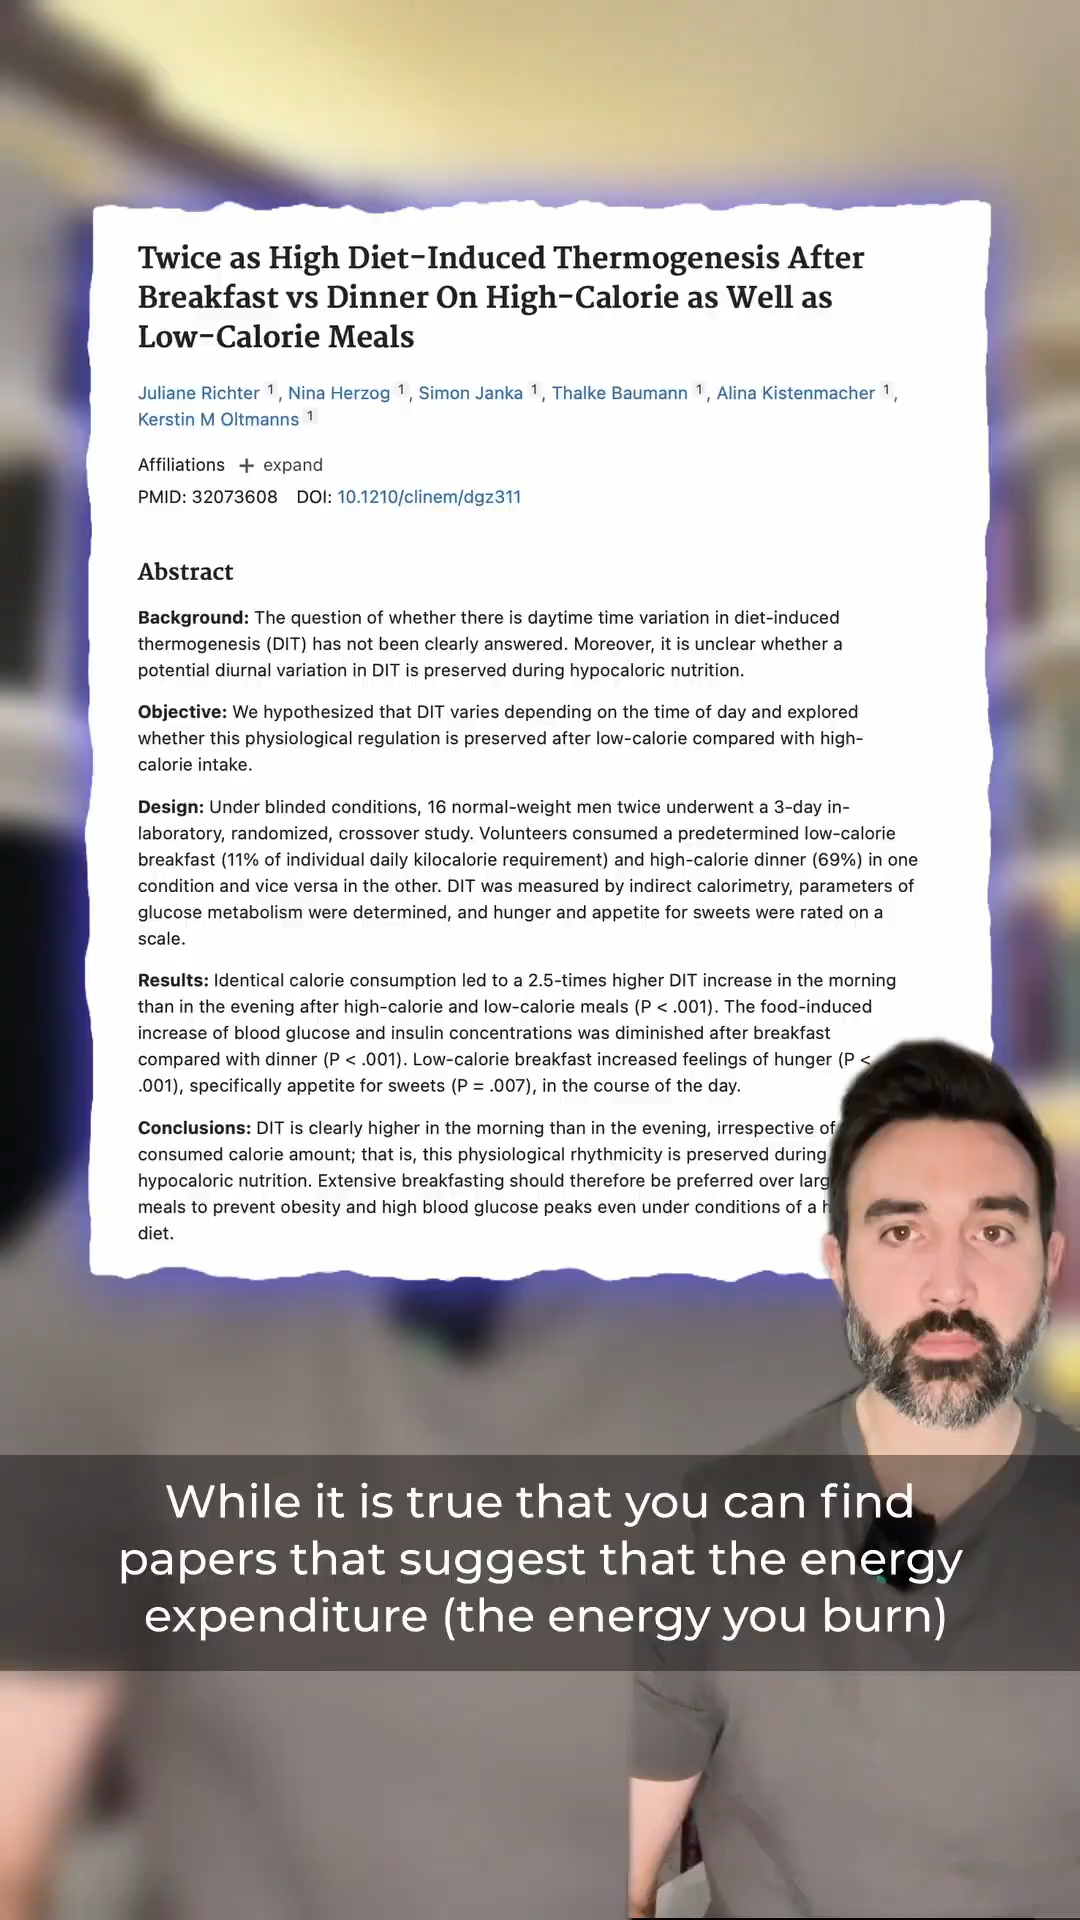 Twice as High Diet-Induced Thermogenesis After
Breakfast vs Dinner On High-Calorie as Well as
Low-Calorie Meals
Juliane Richter 1, Nina Herzog 1, Simon Janka 1, Thalke Baumann 1, Alina Kistenmacher 1,
Kerstin M Oltmanns 1
Affiliations + expand
PMID: 32073608 DOI: 10.1210/clinem/dgz311
Abstract
Background: The question of whether there is daytime time variation in diet-induced
thermogenesis (DIT) has not been clearly answered. Moreover, it is unclear whether a
potential diurnal variation in DIT is preserved during hypocaloric nutrition.
Objective: We hypothesized that DIT varies depending on the time of day and explored
whether this physiological regulation is preserved after low-calorie compared with high-
calorie intake.
Design: Under blinded conditions, 16 normal-weight men twice underwent a 3-day in-
laboratory, randomized, crossover study. Volunteers consumed a predetermined low-calorie
breakfast (11% of individual daily kilocalorie requirement) and high-calorie dinner (69%) in one
condition and vice versa in the other. DIT was measured by indirect calorimetry, parameters of
glucose metabolism were determined, and hunger and appetite for sweets were rated on a
scale.
Results: Identical calorie consumption led to a 2.5-times higher DIT increase in the morning
than in the evening after high-calorie and low-calorie meals (P < .001). The food-induced
increase of blood glucose and insulin concentrations was diminished after breakfast
compared with dinner (P < .001). Low-calorie breakfast increased feelings of hunger (P <
.001), specifically appetite for sweets (P = .007), in the course of the day.
Conclusions: DIT is clearly higher in the morning than in the evening, irrespective of
consumed calorie amount; that is, this physiological rhythmicity is preserved during
hypocaloric nutrition. Extensive breakfasting should therefore be preferred over
meals to prevent obesity and high blood glucose peaks even under conditions of a
diet.
While it is true that you can find
papers that suggest that the energy
expenditure (the energy you burn)